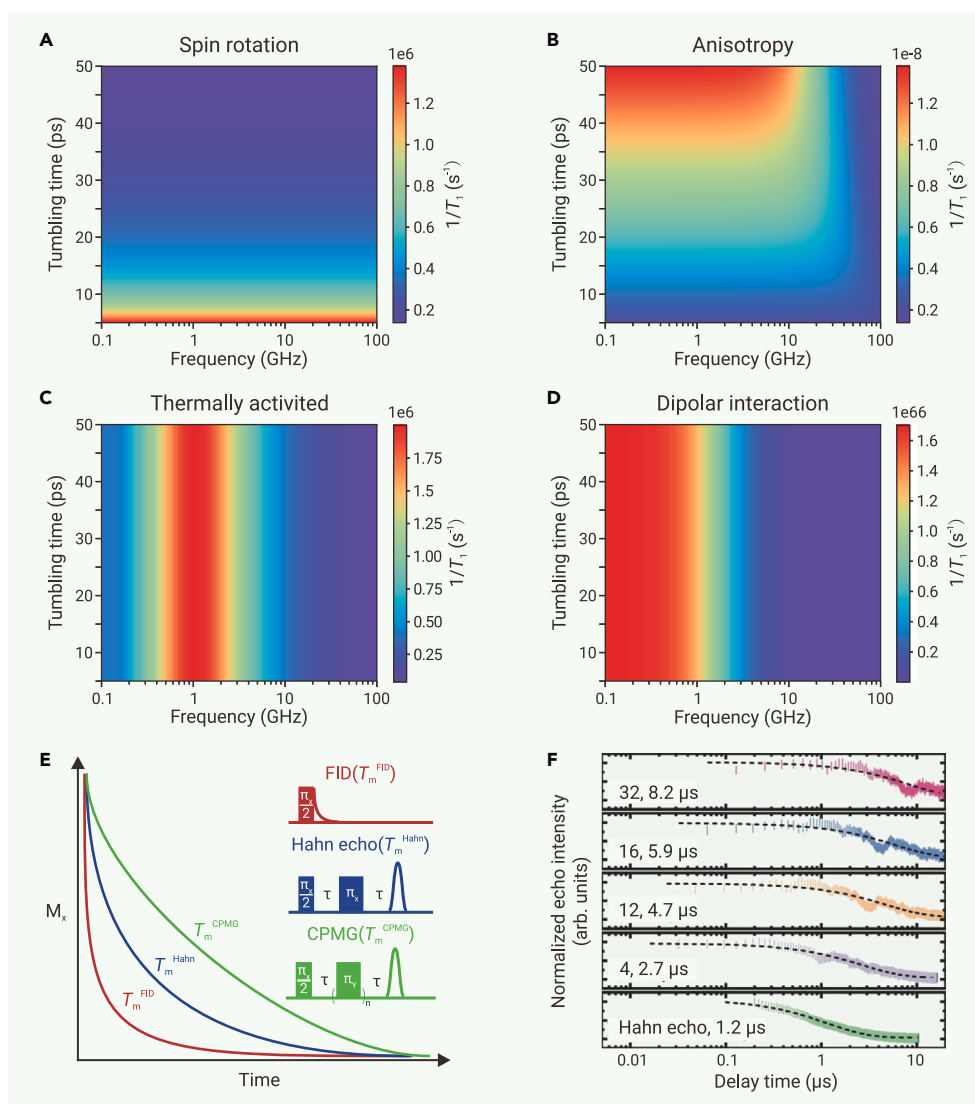 A
Spin rotation
1e6
50
40
30
20
10
Tumbling time (ps)
0.1
1
10
100
Frequency (GHz)
1.2
1.0
0.8
0.6
0.4
0.2
1/T1 (s-1)
B
Anisotropy
1e-8
50
40
30
20
10
Tumbling time (ps)
0.1
1
10
100
Frequency (GHz)
1.2
1.0
0.8
0.6
0.4
0.2
1/T1 (s-1)
C
Thermally activited
1e6
50
40
30
20
10
Tumbling time (ps)
0.1
1
10
100
Frequency (GHz)
1.75
1.5
1.25
1.00
0.75
0.50
0.25
1/T1 (s-1)
D
Dipolar interaction
1e66
50
40
30
20
10
Tumbling time (ps)
0.1
1
10
100
Frequency (GHz)
1.6
1.4
1.2
1.0
0.8
0.6
0.4
0.2
1/T1 (s-1)
E
Mx
Time
TmCPMG
TmHahn
TmFID
FID(TmFID)
πx/2
Hahn echo(TmHahn)
πx/2 τ πx τ
CPMG(TmCPMG)
πx/2 τ (πY)n τ
F
Normalized echo intensity
(arb. units)
32, 8.2 µs
16, 5.9 µs
12, 4.7 µs
4, 2.7 µs
Hahn echo, 1.2 µs
0.01
0.1
1
10
Delay time (µs)